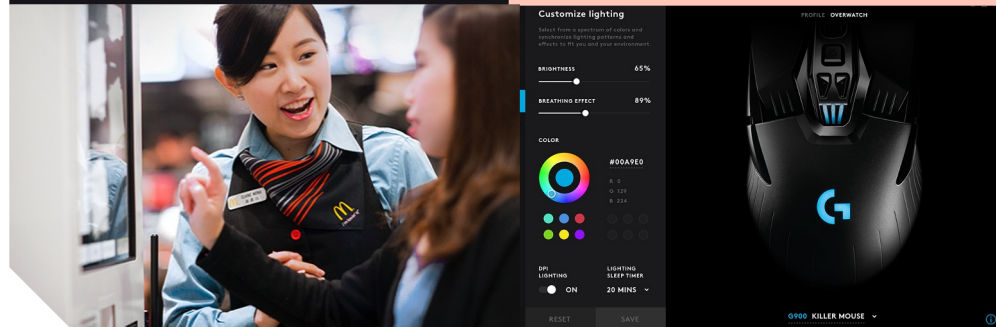 Customize lighting
Select from a spectrum of colors and
synchronize lighting patterns and
effects to fit you and your environment.
BRIGHTNESS 65%
BREATHING EFFECT 89%
COLOR
#00A9E0
R 0
G 129
B 224
DPI
LIGHTING
ON
LIGHTING
SLEEP TIMER
20 MINS
RESET
SAVE
PROFILE OVERWATCH
G
G900 KILLER MOUSE